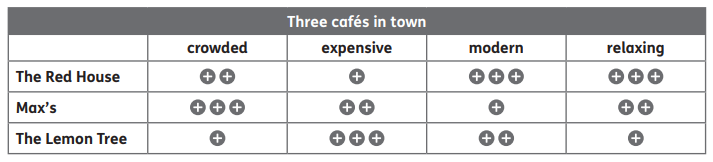 Three cafés in town
crowded expensive modern relaxing
The Red House ++ + +++ +++
Max's +++ ++ + ++
The Lemon Tree + +++ ++ +